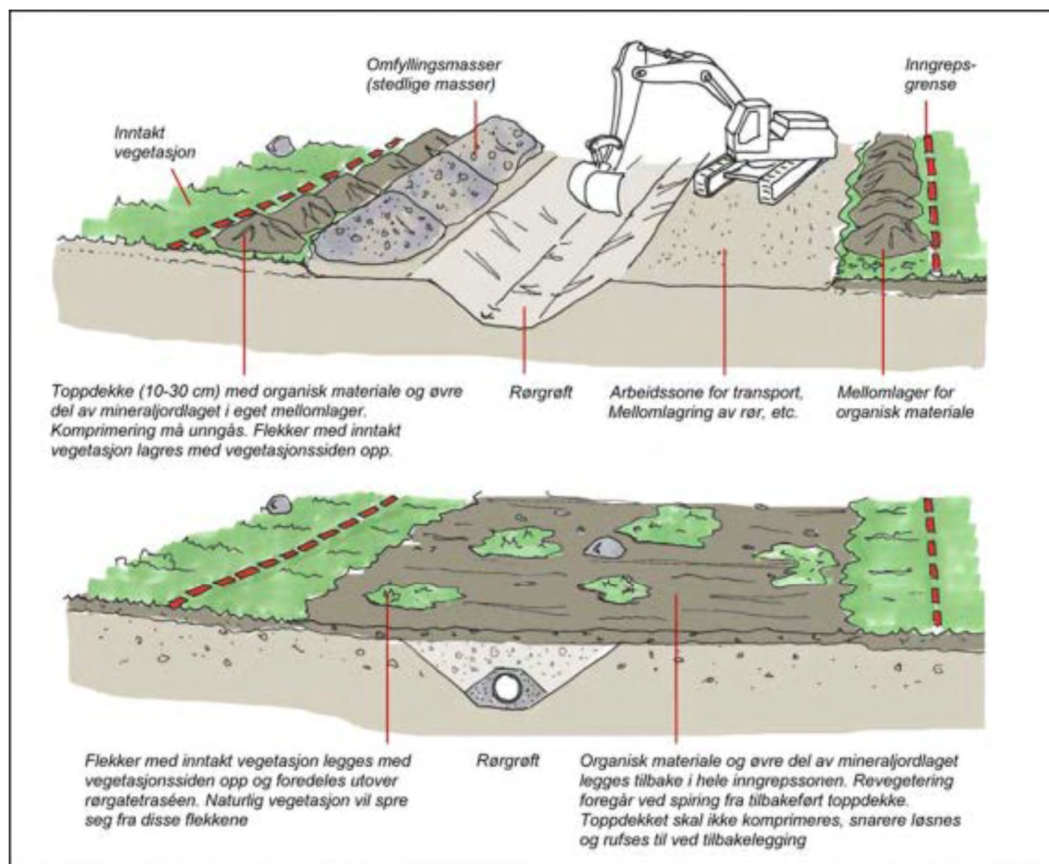 Omfyllingsmasser
(stedlige masser)
Inngreps-
grense
Inntakt
vegetasjon
Toppdekke (10-30 cm) med organisk materiale og øvre
del av mineraljordlaget i eget mellomlager.
Komprimering må unngås. Flekker med inntakt
vegetasjon lagres med vegetasjonssiden opp.
Rørgrøft
Arbeidssone for transport,
Mellomlagring av rør, etc.
Mellomlager for
organisk materiale
Flekker med inntakt vegetasjon legges med
vegetasjonssiden opp og foredeles utover
rørgatetraséen. Naturlig vegetasjon vil spre
seg fra disse flekkene
Rørgrøft
Organisk materiale og øvre del av mineraljordlaget
legges tilbake i hele inngrepssonen. Revegetering
foregår ved spiring fra tilbakeført toppdekke.
Toppdekket skal ikke komprimeres, snarere løsnes
og rufses til ved tilbakelegging